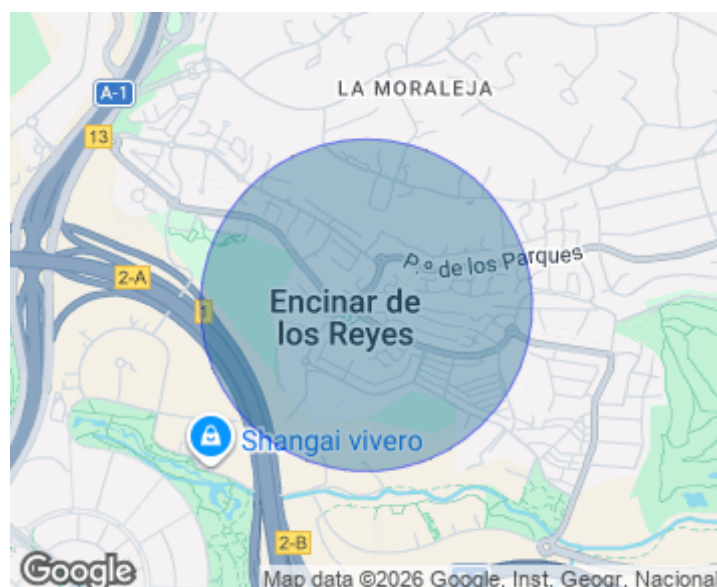 LA MORALEJA
A-1
13
P.º de los Parques
2-A
1
Encinar de
los Reyes
Shangai vivero
2-B
Google
Map data ©2026 Google, Inst. Geogr. Nacional